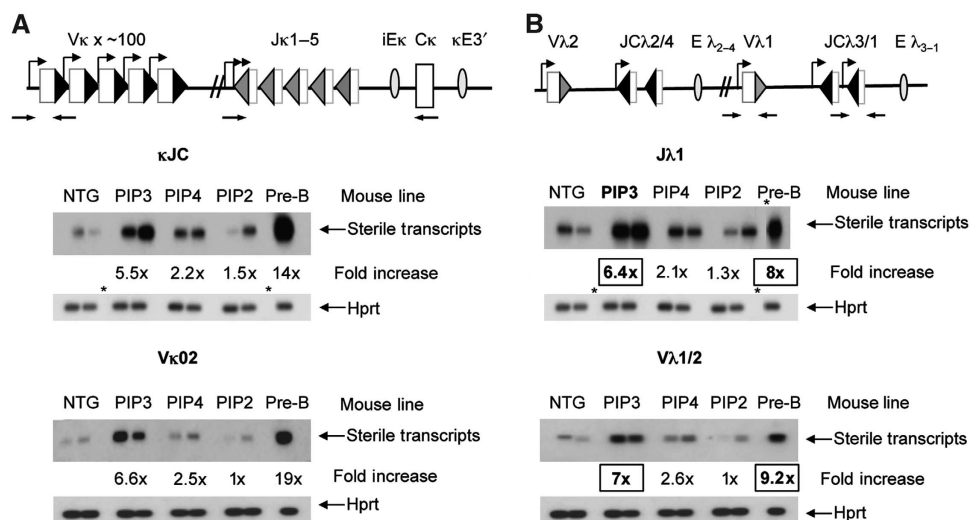 A
Vκ x ~100
Jκ1–5
iEκ
Cκ
κE3′
κJC
NTG PIP3 PIP4 PIP2 Pre-B Mouse line
Sterile transcripts
5.5x 2.2x 1.5x 14x Fold increase
* *
Hprt
Vκ02
NTG PIP3 PIP4 PIP2 Pre-B Mouse line
Sterile transcripts
6.6x 2.5x 1x 19x Fold increase
Hprt
B
Vλ2
JCλ2/4
E λ2–4
Vλ1
JCλ3/1
E λ3–1
Jλ1
NTG PIP3 PIP4 PIP2 Pre-B Mouse line
*
Sterile transcripts
6.4x 2.1x 1.3x 8x Fold increase
* *
Hprt
Vλ1/2
NTG PIP3 PIP4 PIP2 Pre-B Mouse line
Sterile transcripts
7x 2.6x 1x 9.2x Fold increase
Hprt